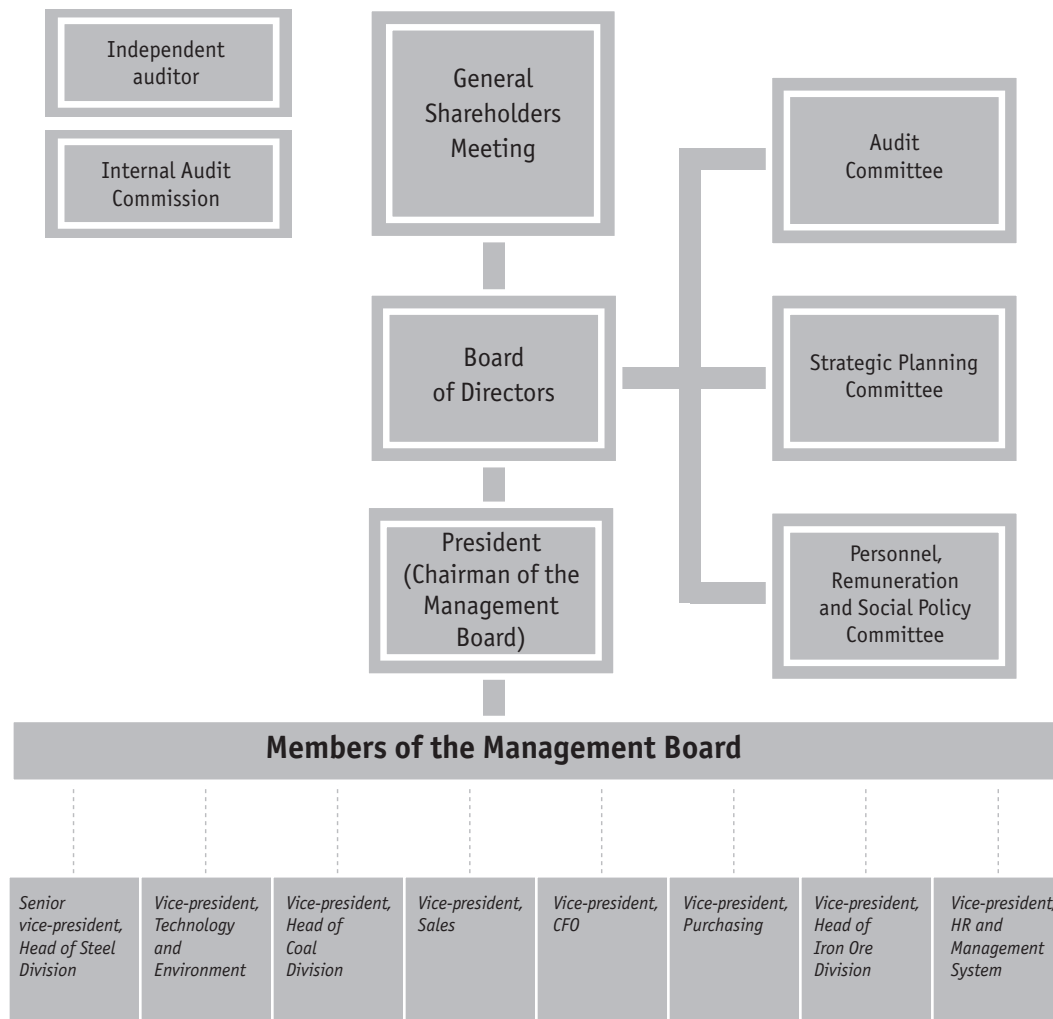 Independent
auditor
Internal Audit
Commission
General
Shareholders
Meeting
Audit
Committee
Board
of Directors
Strategic Planning
Committee
President
(Chairman of the
Management
Board)
Personnel,
Remuneration
and Social Policy
Committee
Members of the Management Board
Senior
vice-president,
Head of Steel
Division
Vice-president,
Technology
and
Environment
Vice-president,
Head of
Coal
Division
Vice-president,
Sales
Vice-president,
CFO
Vice-president,
Purchasing
Vice-president,
Head of
Iron Ore
Division
Vice-president,
HR and
Management
System